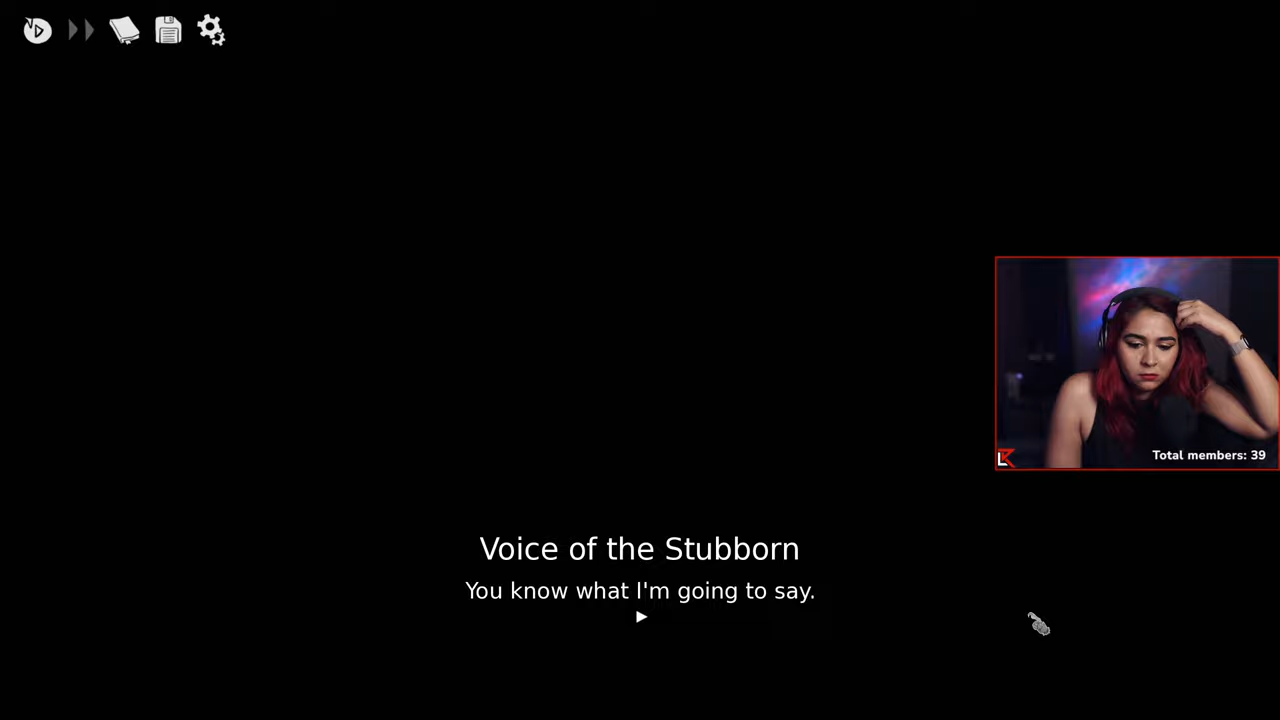 Total members: 39
Voice of the Stubborn
You know what I'm going to say.